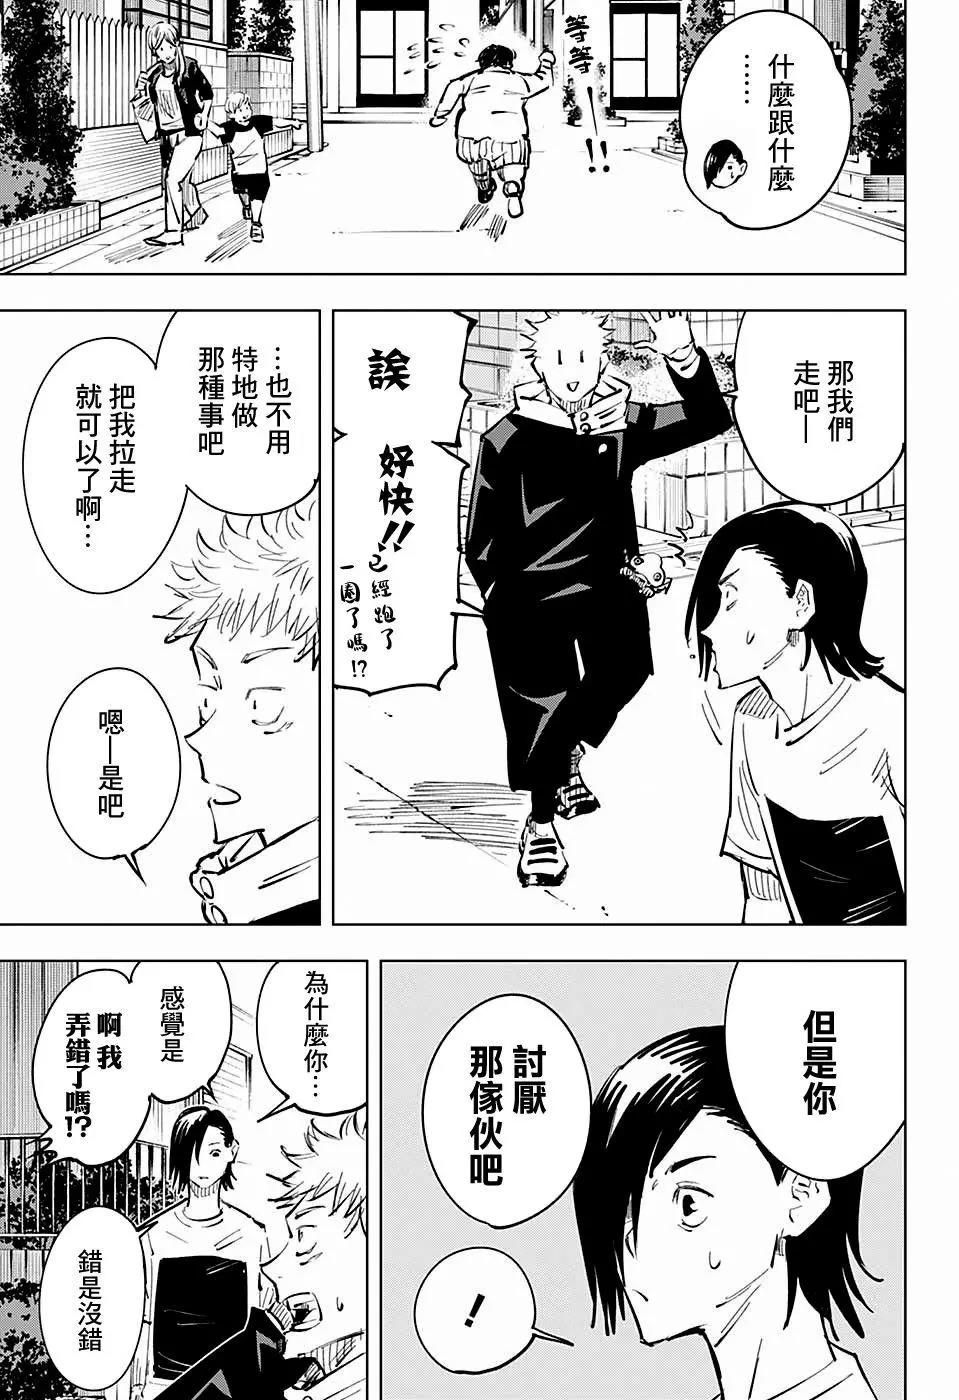 什麼跟什麼
……
等等
!!
那我們
走吧—
誒
好快!!
已經跑了
一圈了嗎!?
…也不用
特地做
那種事吧
把我拉走
就可以了啊…
嗯—是吧
但是你
討厭
那傢伙吧
!
為什麼你…
感覺是
啊我
弄錯了嗎!?
錯是沒錯